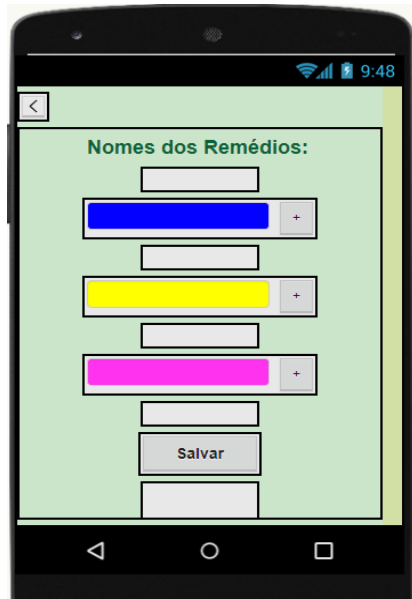 9:48
<
Nomes dos Remédios:
+
+
+
Salvar